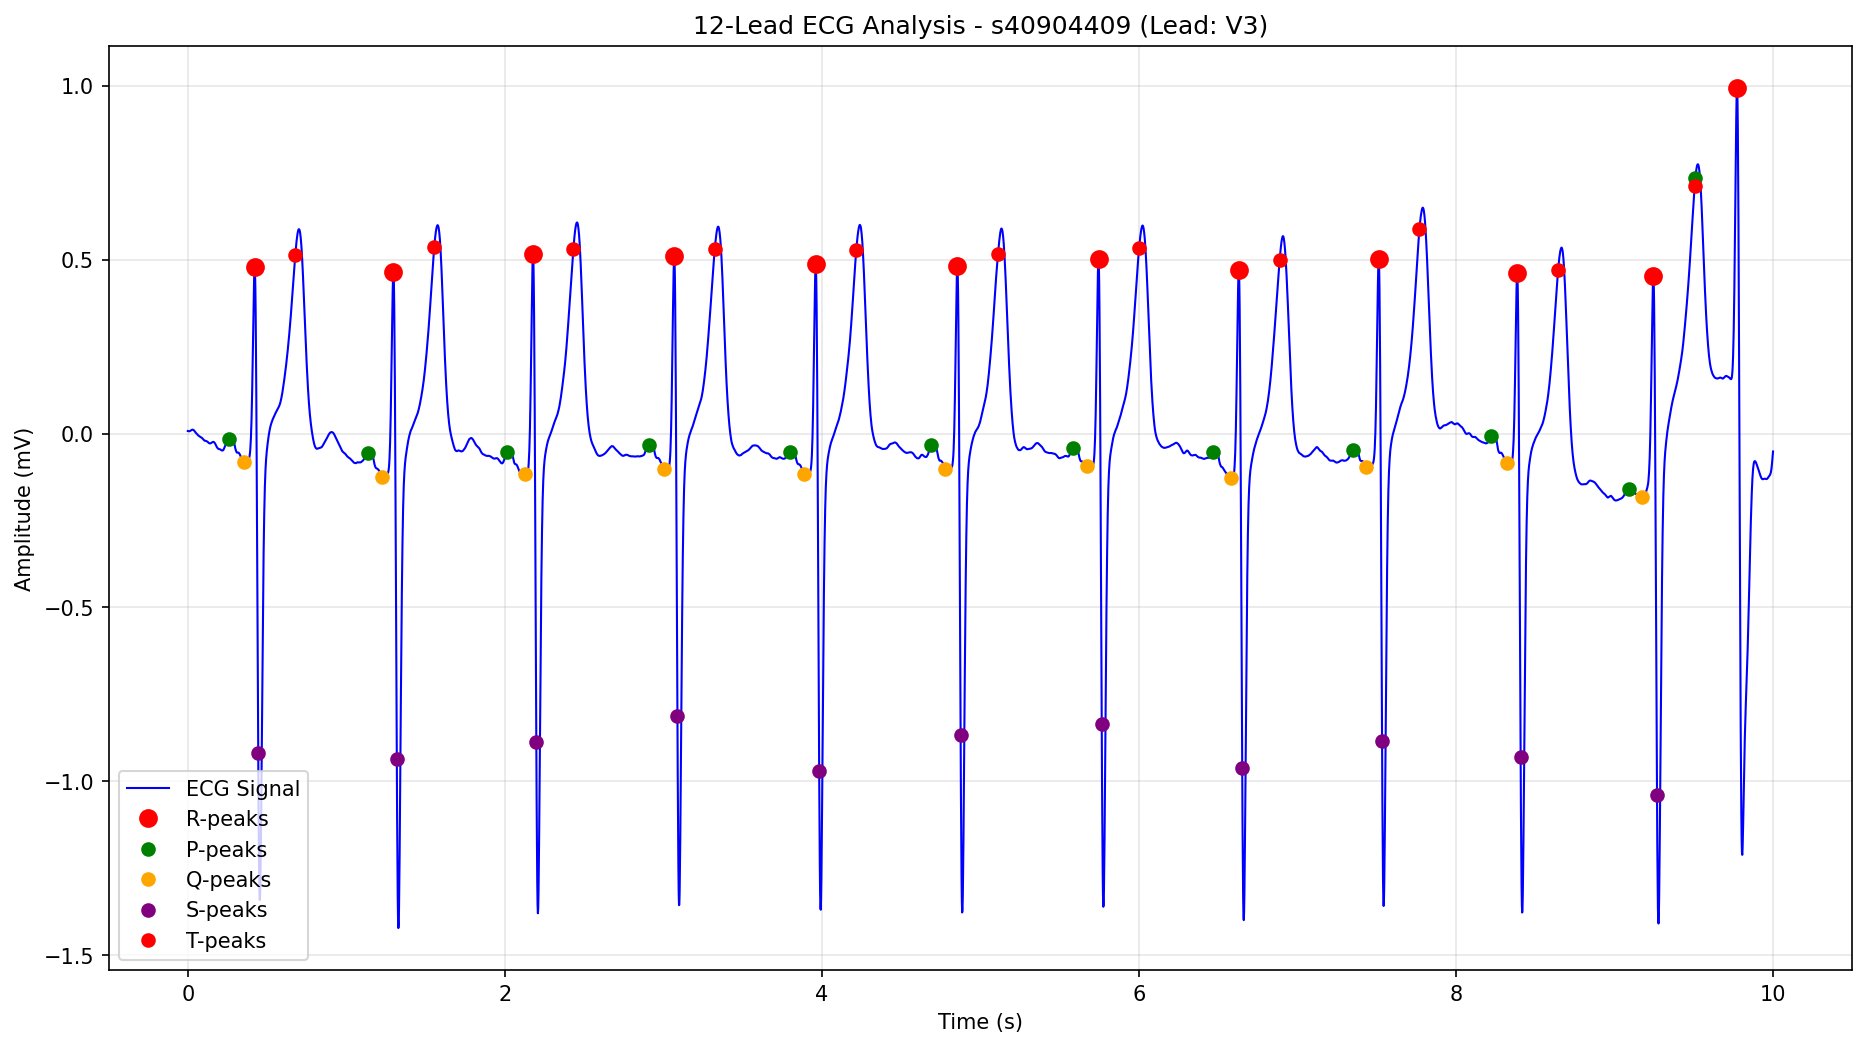 12-Lead ECG Analysis - s40904409 (Lead: V3)
Amplitude (mV)
1.0
0.5
0.0
−0.5
−1.0
−1.5
ECG Signal
R-peaks
P-peaks
Q-peaks
S-peaks
T-peaks
0 2 4 6 8 10
Time (s)